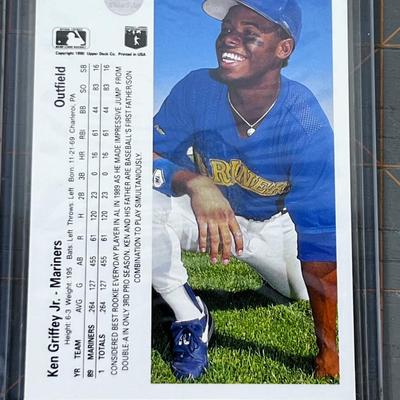 Ken Griffey Jr. - Mariners Outfield
Height: 6-3 Weight: 195 Bats: Left Throws: Left Born: 11-21-69 Charleroi, PA
YR TEAM AVG G AB R H 2B 3B HR RBI BB SO SB
89 MARINERS .264 127 455 61 120 23 0 16 61 44 83 16
1 TOTALS .264 127 455 61 120 23 0 16 61 44 83 16
CONSIDERED BEST ROOKIE EVERYDAY PLAYER IN AL IN 1989 AS HE MADE IMPRESSIVE JUMP FROM
DOUBLE-A IN ONLY 3RD PRO SEASON. KEN AND HIS FATHER ARE BASEBALL'S FIRST FATHER/SON
COMBINATION TO PLAY SIMULTANEOUSLY.
Copyright 1990 Upper Deck Co. Printed in USA
RINE